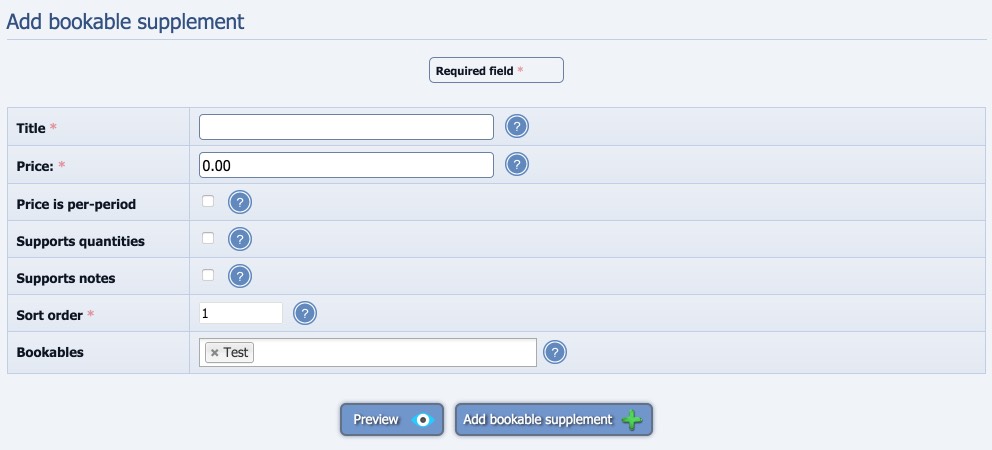 Add bookable supplement
Required field *
Title * ?
Price: * 0.00 ?
Price is per-period ?
Supports quantities ?
Supports notes ?
Sort order * 1 ?
Bookables × Test ?
Preview Add bookable supplement